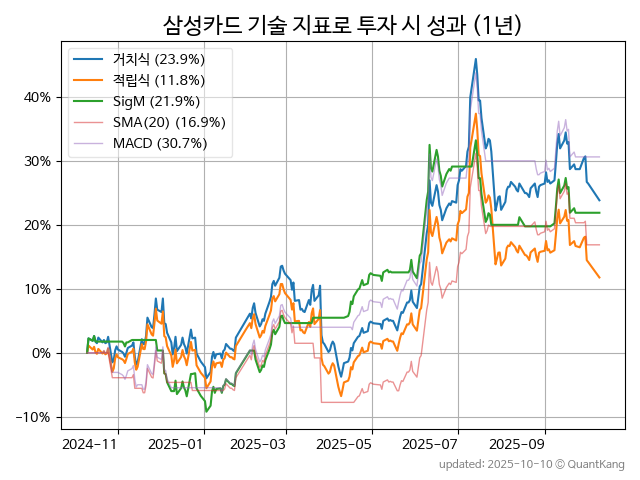 삼성카드 기술 지표로 투자 시 성과 (1년)
거치식 (23.9%)
적립식 (11.8%)
SigM (21.9%)
SMA(20) (16.9%)
MACD (30.7%)
40%
30%
20%
10%
0%
−10%
2024-11
2025-01
2025-03
2025-05
2025-07
2025-09
updated: 2025-10-10 © QuantKang